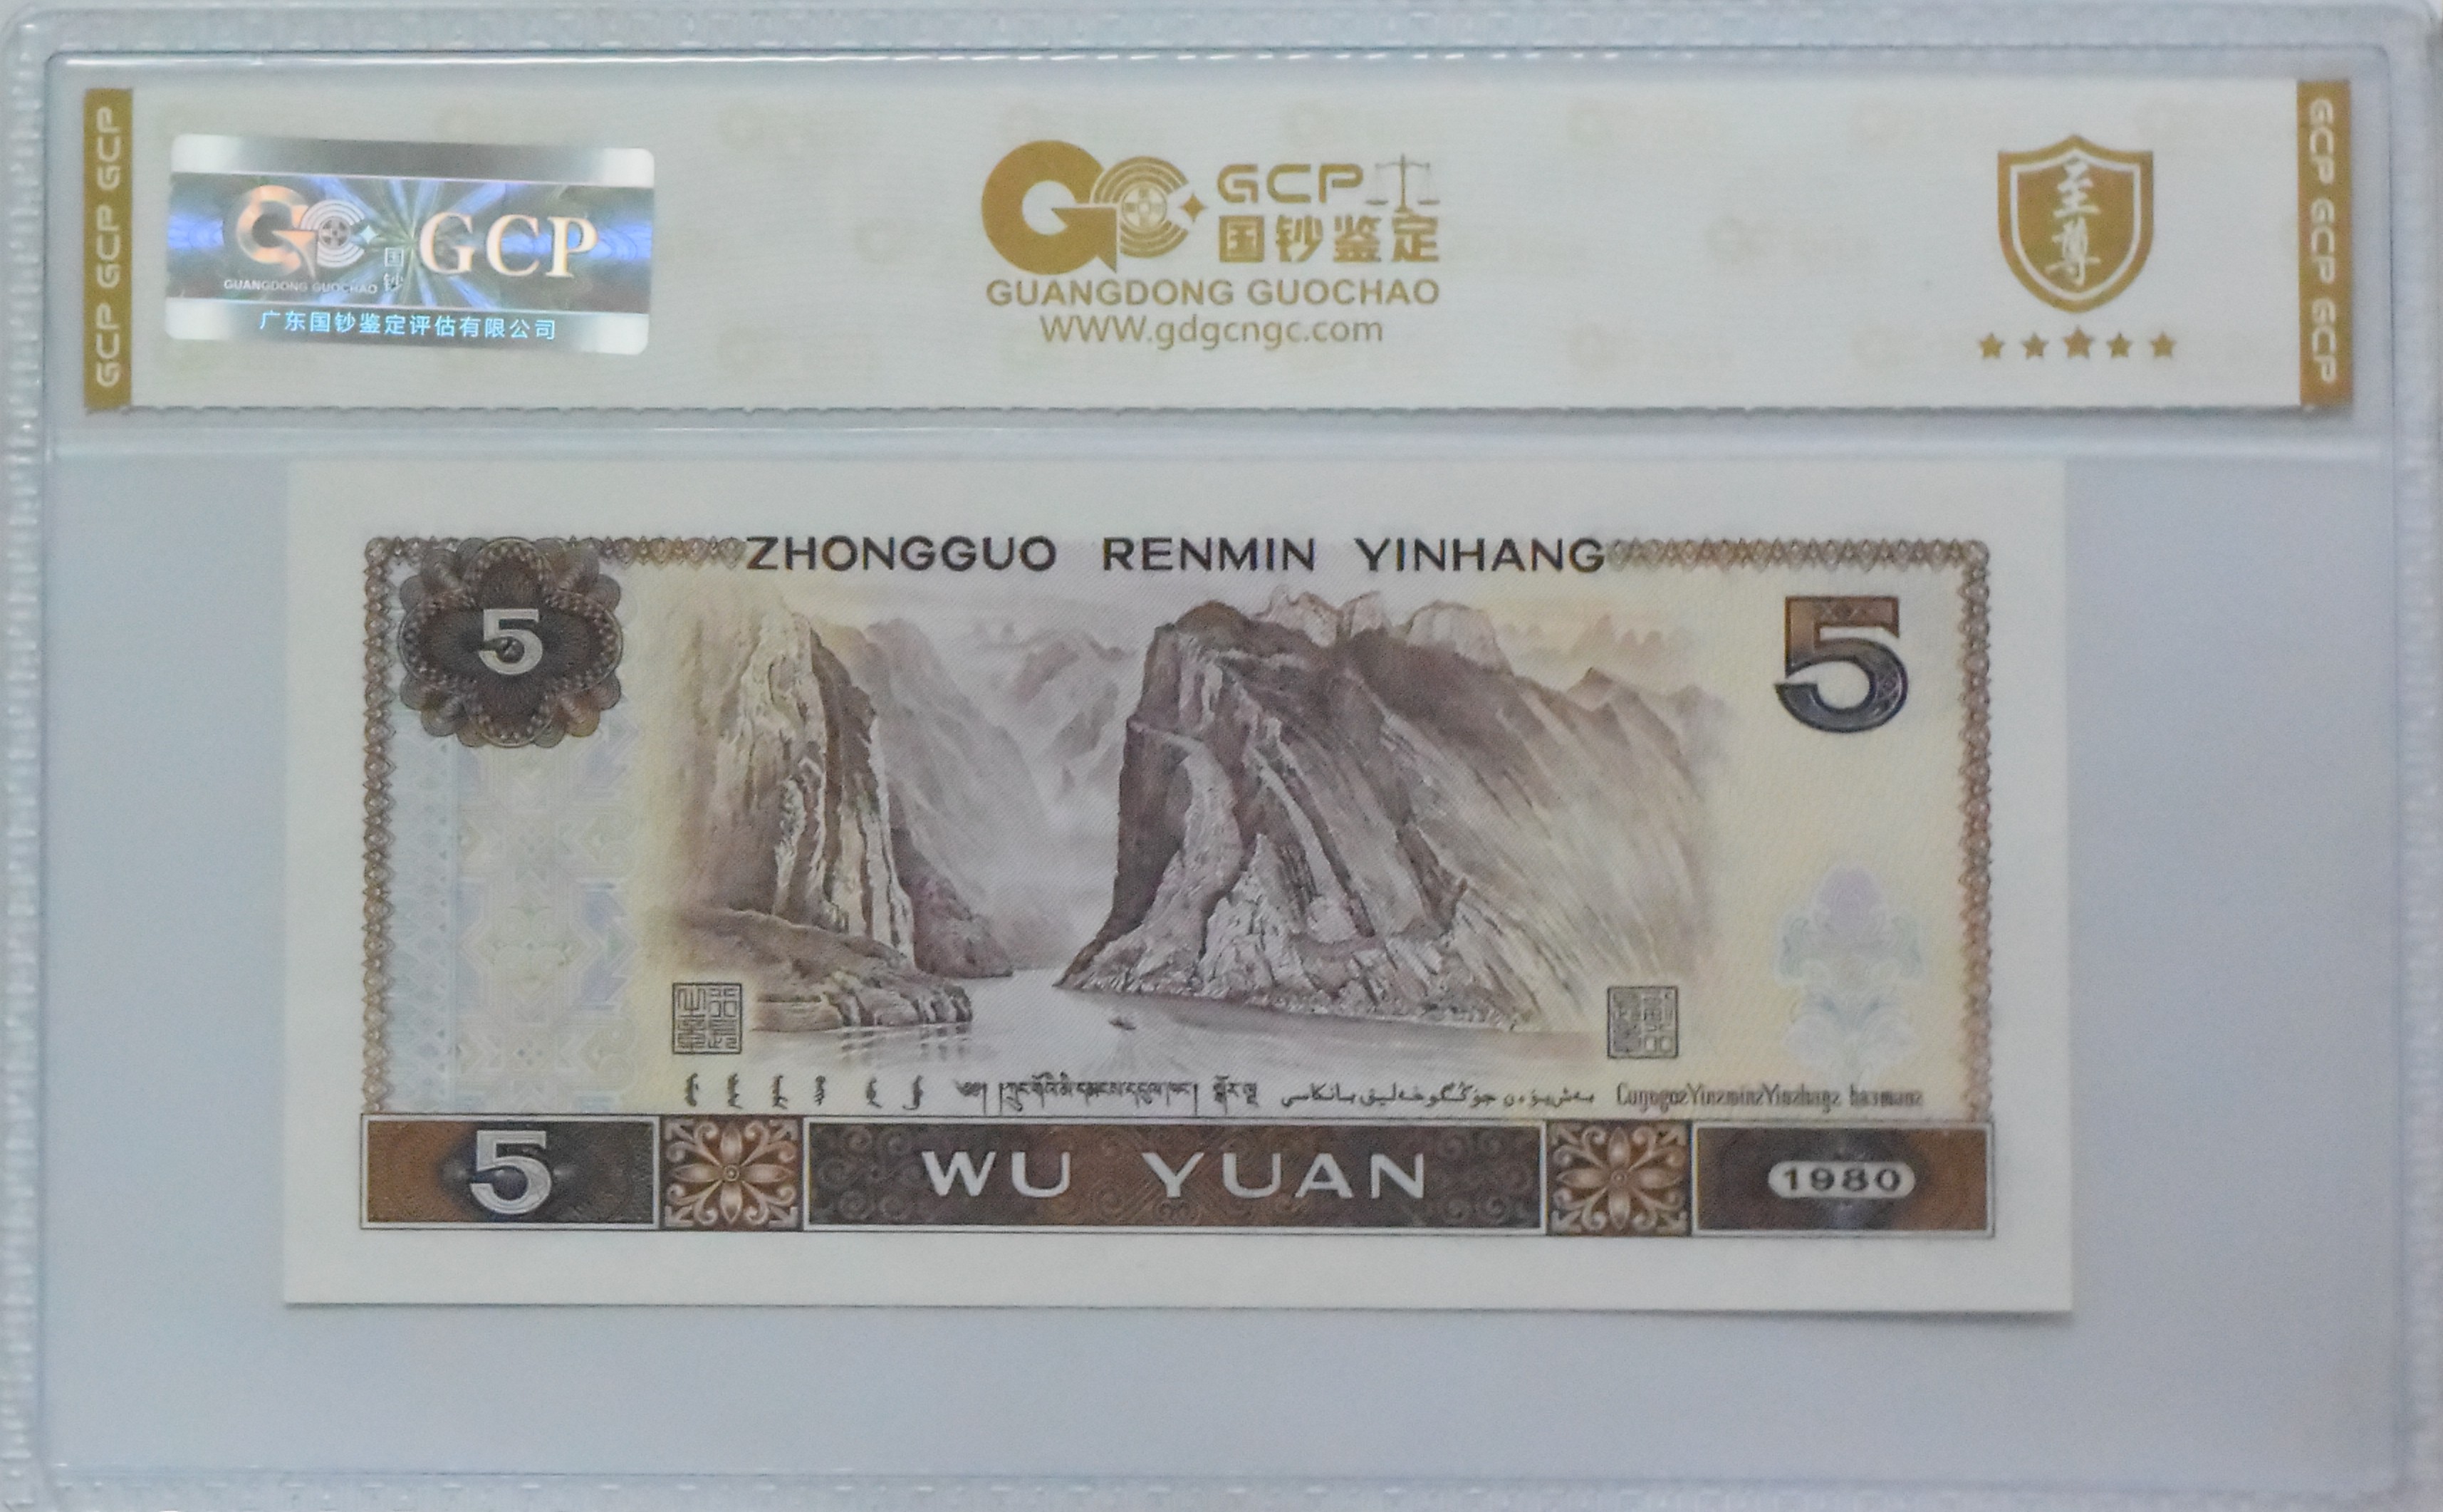 GCP GCP GCP
GCP
国
钞
GUANGDONG GUOCHAO
广东国钞鉴定评估有限公司
GCP
国钞鉴定
GUANGDONG GUOCHAO
WWW.gdgcngc.com
至
尊
GCP GCP GCP
ZHONGGUO RENMIN YINHANG
5
5
5
WU YUAN
1980